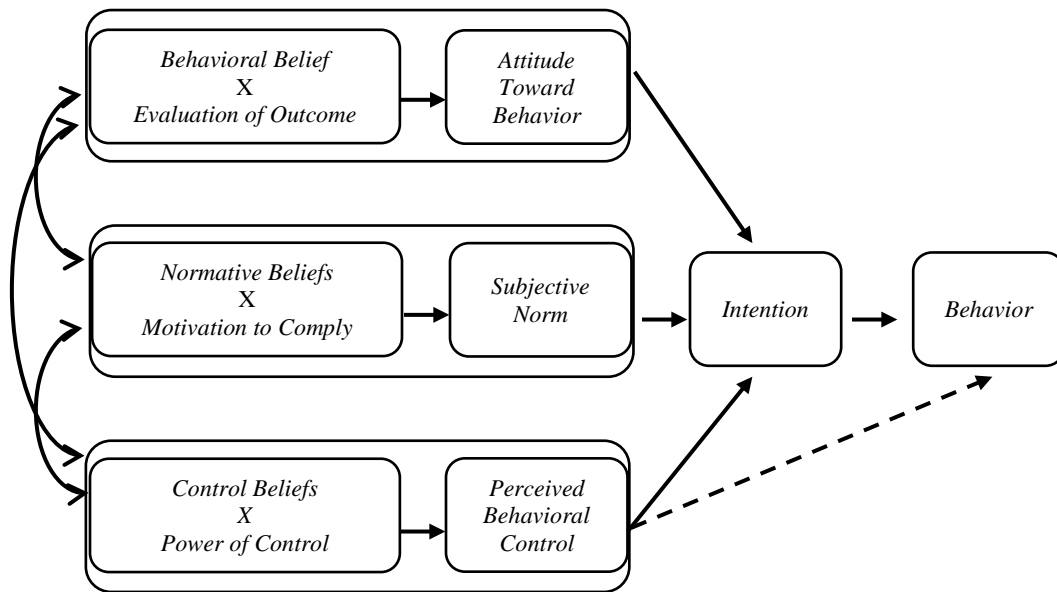 Behavioral Belief
X
Evaluation of Outcome
Attitude
Toward
Behavior
Normative Beliefs
X
Motivation to Comply
Subjective
Norm
Intention
Behavior
Control Beliefs
X
Power of Control
Perceived
Behavioral
Control